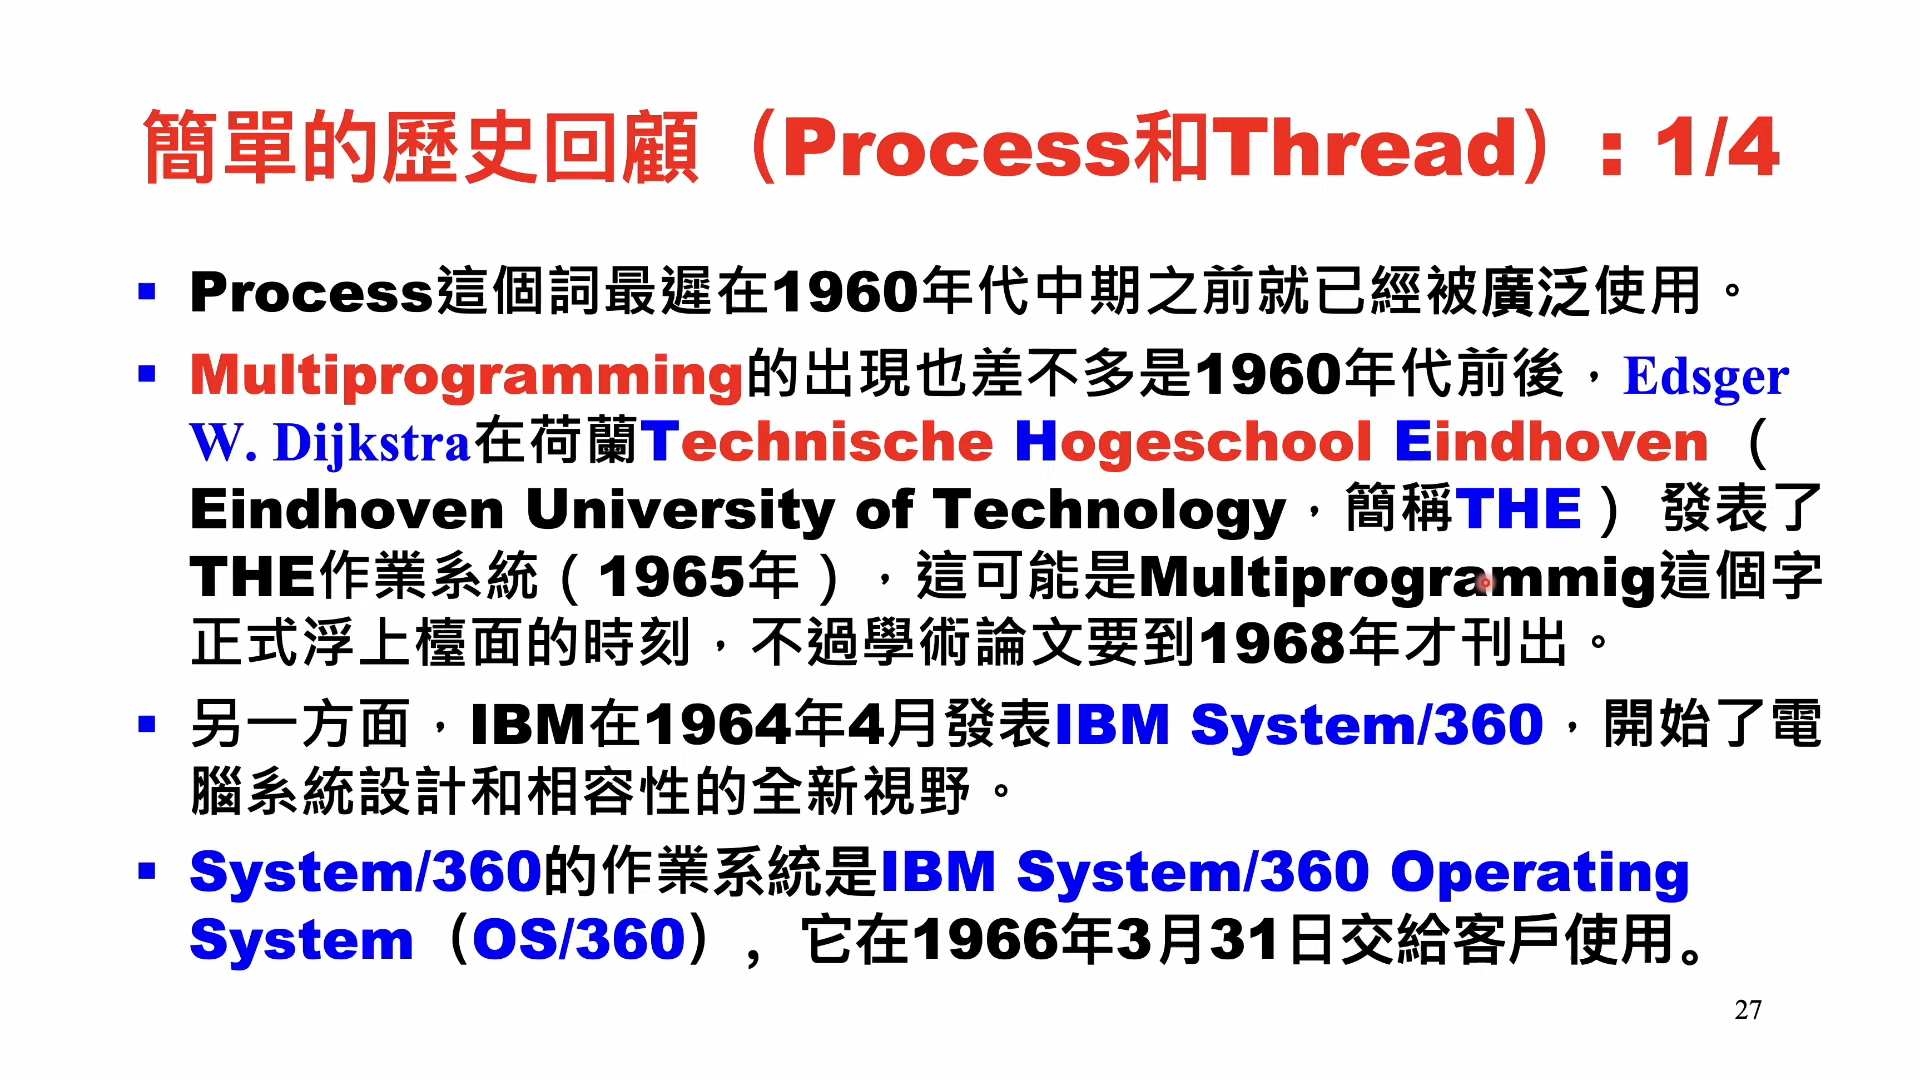 簡單的歷史回顧（Process和Thread）: 1/4
▪ Process這個詞最遲在1960年代中期之前就已經被廣泛使用。
▪ Multiprogramming的出現也差不多是1960年代前後，Edsger
W. Dijkstra在荷蘭Technische Hogeschool Eindhoven（
Eindhoven University of Technology，簡稱THE） 發表了
THE作業系統（1965年），這可能是Multiprogrammig這個字
正式浮上檯面的時刻，不過學術論文要到1968年才刊出。
▪ 另一方面，IBM在1964年4月發表IBM System/360，開始了電
腦系統設計和相容性的全新視野。
▪ System/360的作業系統是IBM System/360 Operating
System（OS/360），它在1966年3月31日交給客戶使用。
27